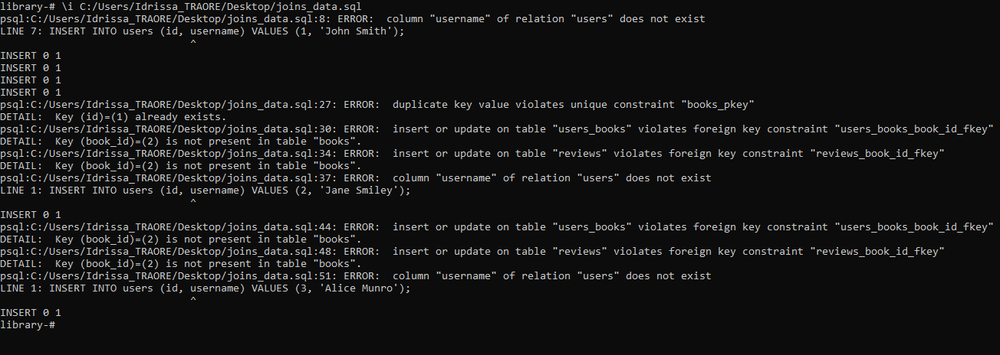 library-# \i C:/Users/Idrissa_TRAORE/Desktop/joins_data.sql
psql:C:/Users/Idrissa_TRAORE/Desktop/joins_data.sql:8: ERROR:  column "username" of relation "users" does not exist
LINE 7: INSERT INTO users (id, username) VALUES (1, 'John Smith');
^
INSERT 0 1
INSERT 0 1
INSERT 0 1
INSERT 0 1
psql:C:/Users/Idrissa_TRAORE/Desktop/joins_data.sql:27: ERROR:  duplicate key value violates unique constraint "books_pkey"
DETAIL:  Key (id)=(1) already exists.
psql:C:/Users/Idrissa_TRAORE/Desktop/joins_data.sql:30: ERROR:  insert or update on table "users_books" violates foreign key constraint "users_books_book_id_fkey"
DETAIL:  Key (book_id)=(2) is not present in table "books".
psql:C:/Users/Idrissa_TRAORE/Desktop/joins_data.sql:34: ERROR:  insert or update on table "reviews" violates foreign key constraint "reviews_book_id_fkey"
DETAIL:  Key (book_id)=(2) is not present in table "books".
psql:C:/Users/Idrissa_TRAORE/Desktop/joins_data.sql:37: ERROR:  column "username" of relation "users" does not exist
LINE 1: INSERT INTO users (id, username) VALUES (2, 'Jane Smiley');
^
INSERT 0 1
psql:C:/Users/Idrissa_TRAORE/Desktop/joins_data.sql:44: ERROR:  insert or update on table "users_books" violates foreign key constraint "users_books_book_id_fkey"
DETAIL:  Key (book_id)=(2) is not present in table "books".
psql:C:/Users/Idrissa_TRAORE/Desktop/joins_data.sql:48: ERROR:  insert or update on table "reviews" violates foreign key constraint "reviews_book_id_fkey"
DETAIL:  Key (book_id)=(2) is not present in table "books".
psql:C:/Users/Idrissa_TRAORE/Desktop/joins_data.sql:51: ERROR:  column "username" of relation "users" does not exist
LINE 1: INSERT INTO users (id, username) VALUES (3, 'Alice Munro');
^
INSERT 0 1
library-#